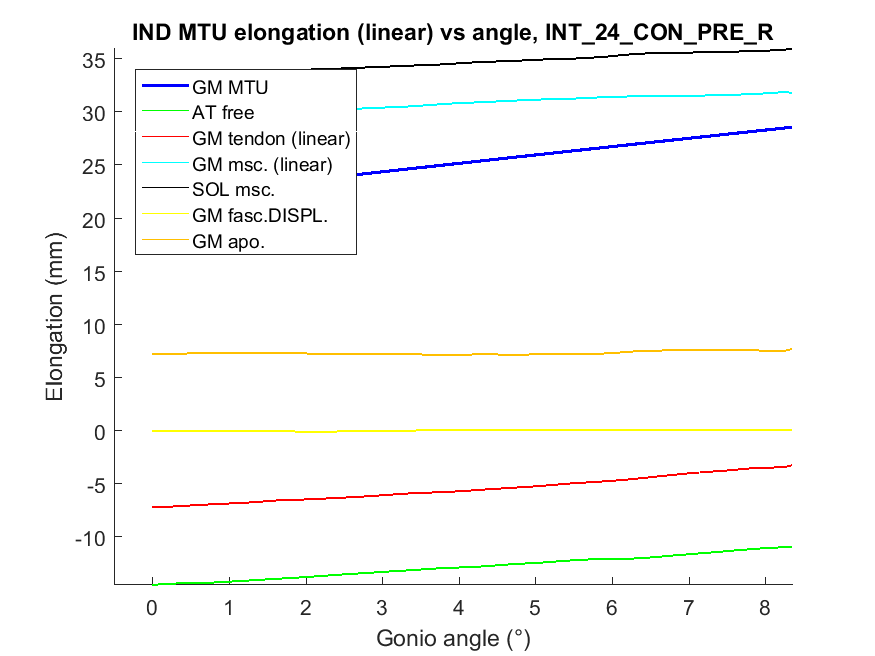 IND MTU elongation (linear) vs angle, INT_24_CON_PRE_R
35
30
25
20
15
10
5
0
-5
-10
Elongation (mm)
GM MTU
AT free
GM tendon (linear)
GM msc. (linear)
SOL msc.
GM fasc.DISPL.
GM apo.
0 1 2 3 4 5 6 7 8
Gonio angle (°)